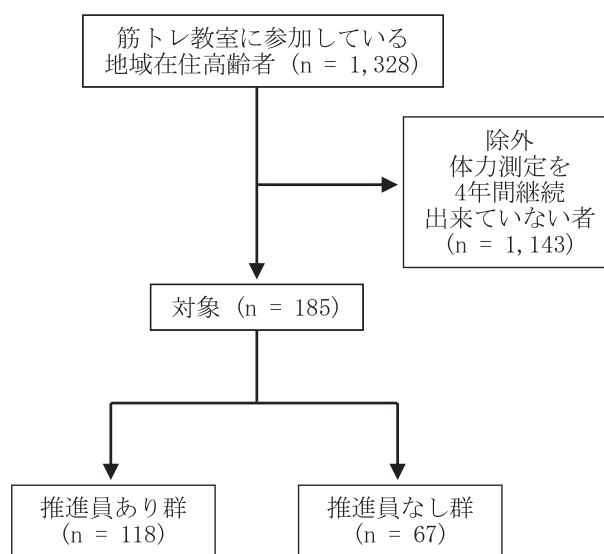 筋トレ教室に参加している
地域在住高齢者 (n = 1,328)
除外
体力測定を
4年間継続
出来ていない者
(n = 1,143)
対象 (n = 185)
推進員あり群
(n = 118)
推進員なし群
(n = 67)